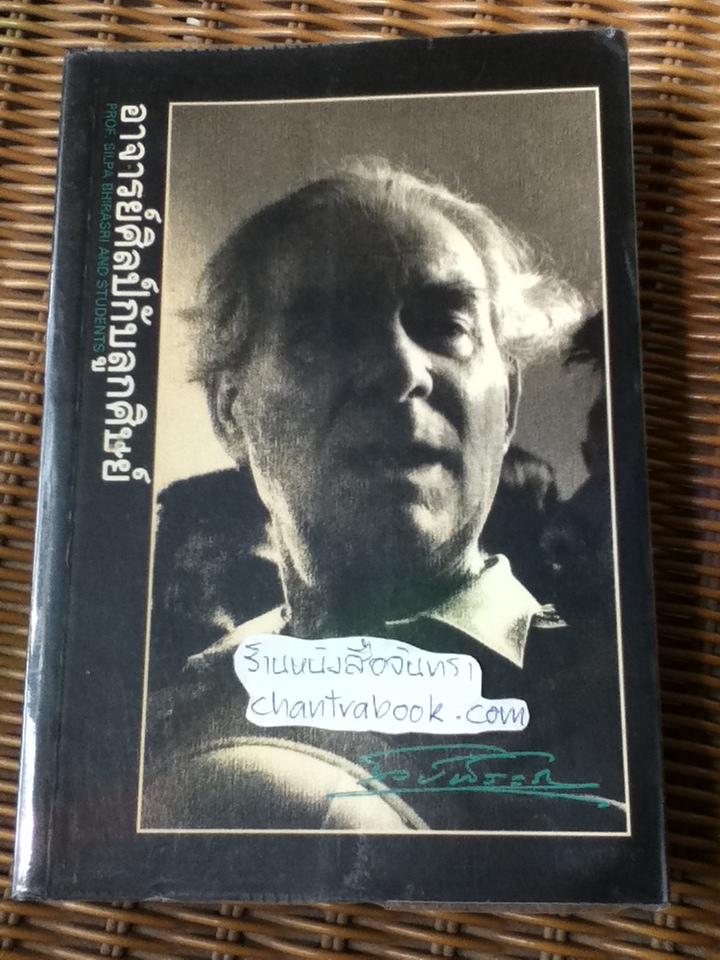 อาจารย์ศิลป์กับลูกศิษย์
PROF. SILPA BHIRASRI AND STUDENTS
ร้านหนังสือจันทรา
chantrabook.com